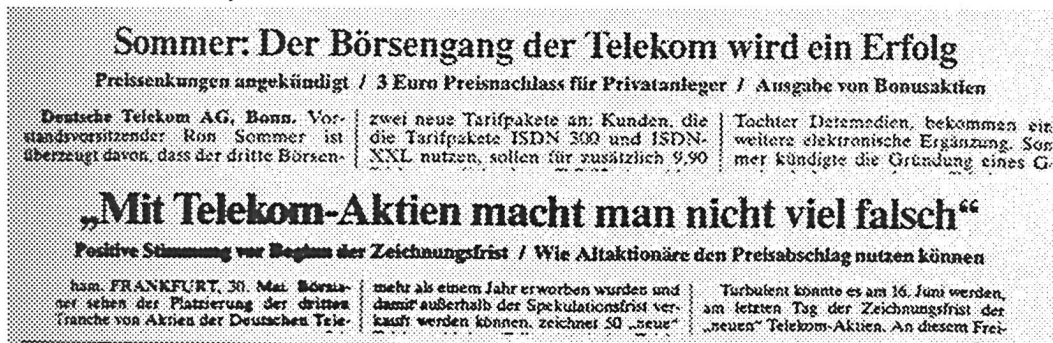 Sommer: Der Börsengang der Telekom wird ein Erfolg
Preissenkungen angekündigt / 3 Euro Preisnachlass für Privatanleger / Ausgabe von Bonusaktien
Deutsche Telekom AG, Bonn. Vor-
standsvorsitzender Ron Sommer ist
überzeugt davon, dass der dritte Börsen-
zwei neue Tarifpakete an: Kunden, die
die Tarifpakete ISDN 300 und ISDN-
XXL nutzen, sollen für zusätzlich 9,90
Tochter Detemedien, bekommen ein
weitere elektronische Ergänzung. Som
mer kündigte die Gründung eines G
„Mit Telekom-Aktien macht man nicht viel falsch“
Positive Stimmung vor Beginn der Zeichnungsfrist / Wie Altaktionäre den Preisabschlag nutzen können
ham. FRANKFURT, 30. Mai. Börsia-
ner sehen der Platzierung der dritten
Tranche von Aktien der Deutschen Tele-
mehr als einem Jahr erworben wurden und
damit außerhalb der Spekulationsfrist ver-
kauft werden können, zeichnet 50 „neue“
Turbulent könnte es am 16. Juni werden,
am letzten Tag der Zeichnungsfrist der
„neuen“ Telekom-Aktien. An diesem Frei-